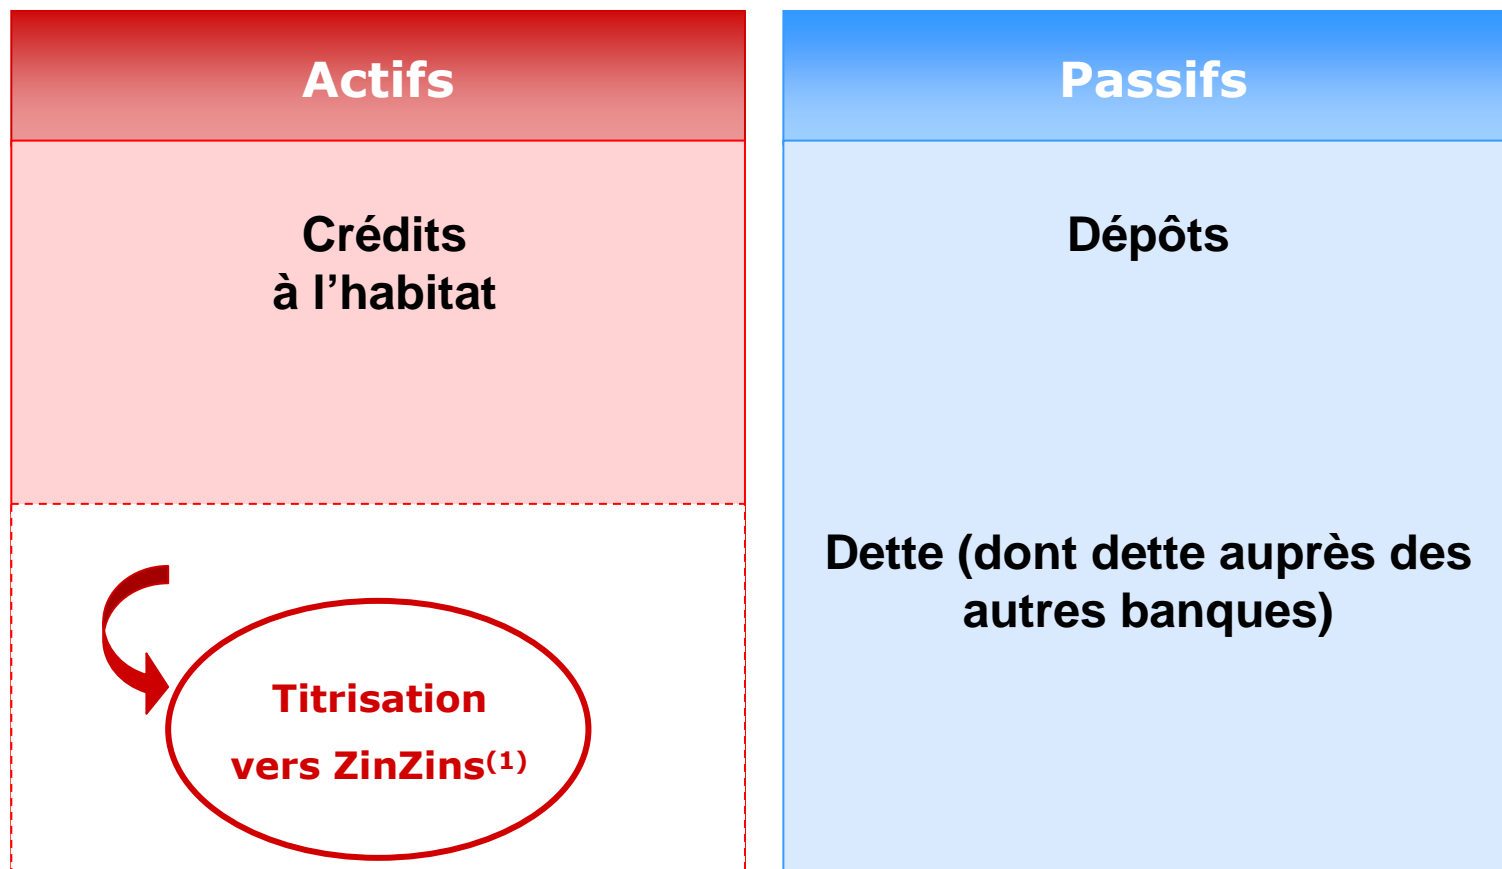 Actifs
Crédits
à l’habitat
Titrisation
vers ZinZins(1)
Passifs
Dépôts
Dette (dont dette auprès des
autres banques)